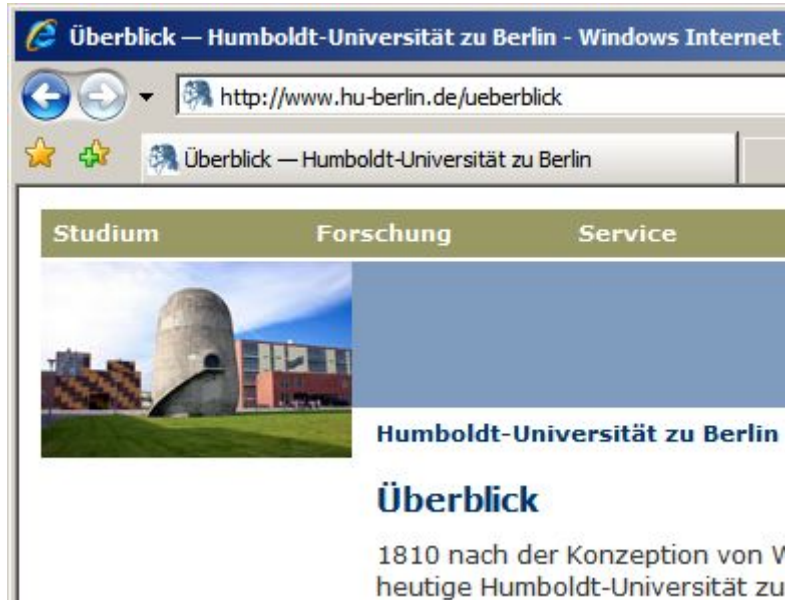 Überblick — Humboldt-Universität zu Berlin - Windows Internet
http://www.hu-berlin.de/ueberblick
Überblick — Humboldt-Universität zu Berlin
Studium Forschung Service
Humboldt-Universität zu Berlin
Überblick
1810 nach der Konzeption von
heutige Humboldt-Universität zu